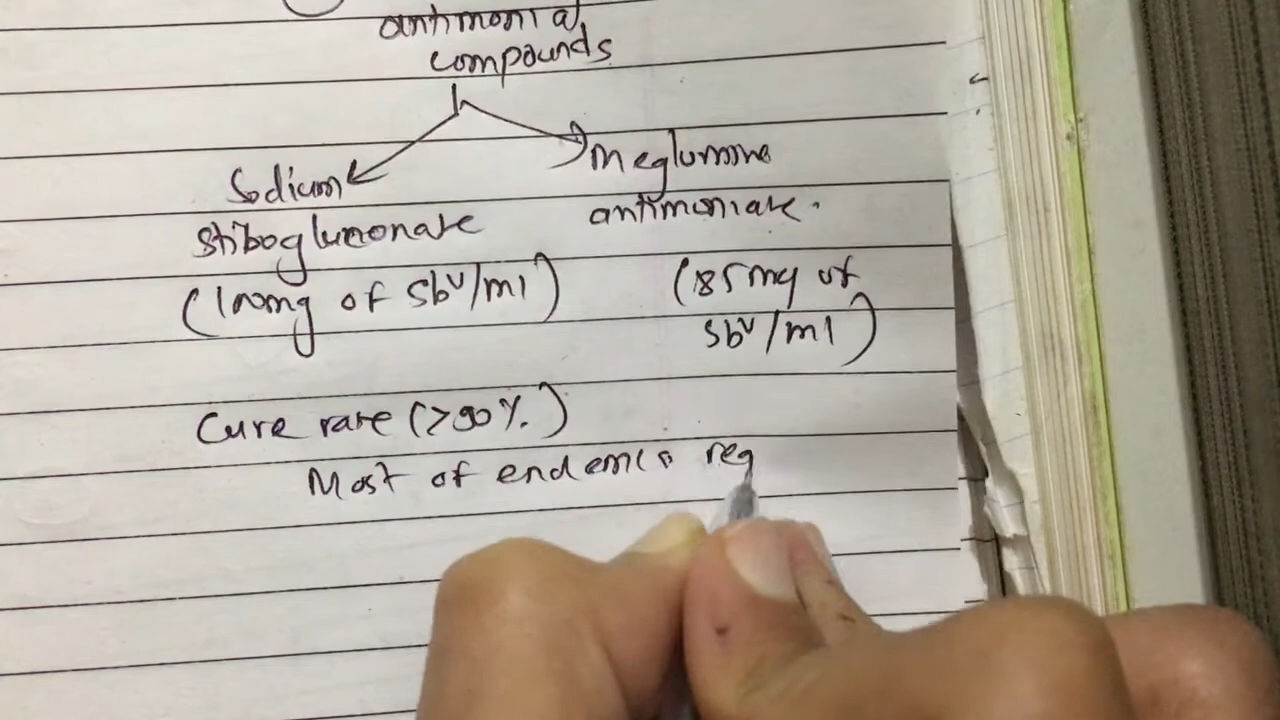 antimonial
compounds
Sodium
stibogluconate
(100mg of Sbv/ml)
Meglumine
antimoniate.
(85mg of
Sbv/ml)
Cure rate (>90%.)
Most of endemic reg